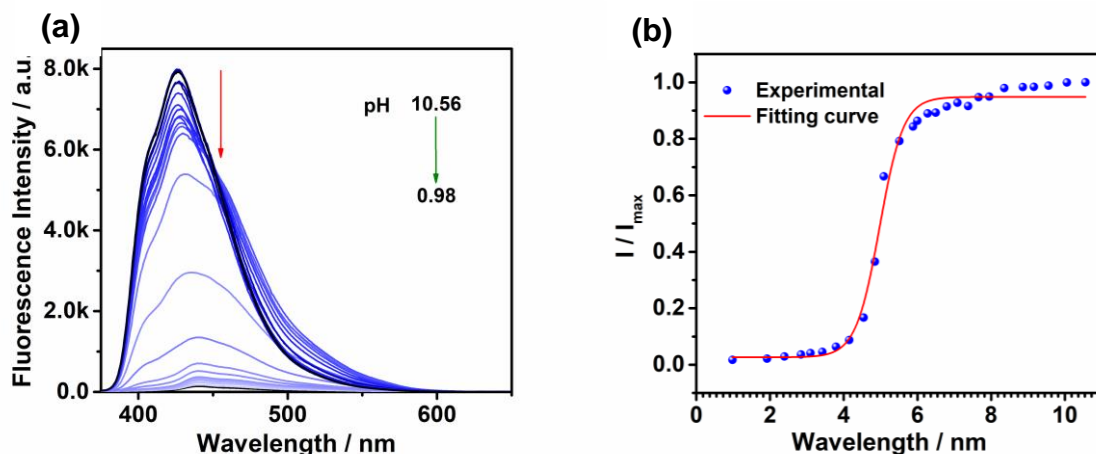 (a)
Fluorescence Intensity / a.u.
8.0k
6.0k
4.0k
2.0k
0.0
pH 10.56
0.98
400 500 600
Wavelength / nm
(b)
I / Imax
1.0
0.8
0.6
0.4
0.2
0.0
Experimental
Fitting curve
0 2 4 6 8 10
Wavelength / nm